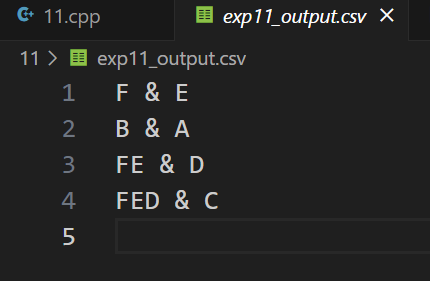 11.cpp exp11_output.csv ×
11 > exp11_output.csv
1 F & E
2 B & A
3 FE & D
4 FED & C
5